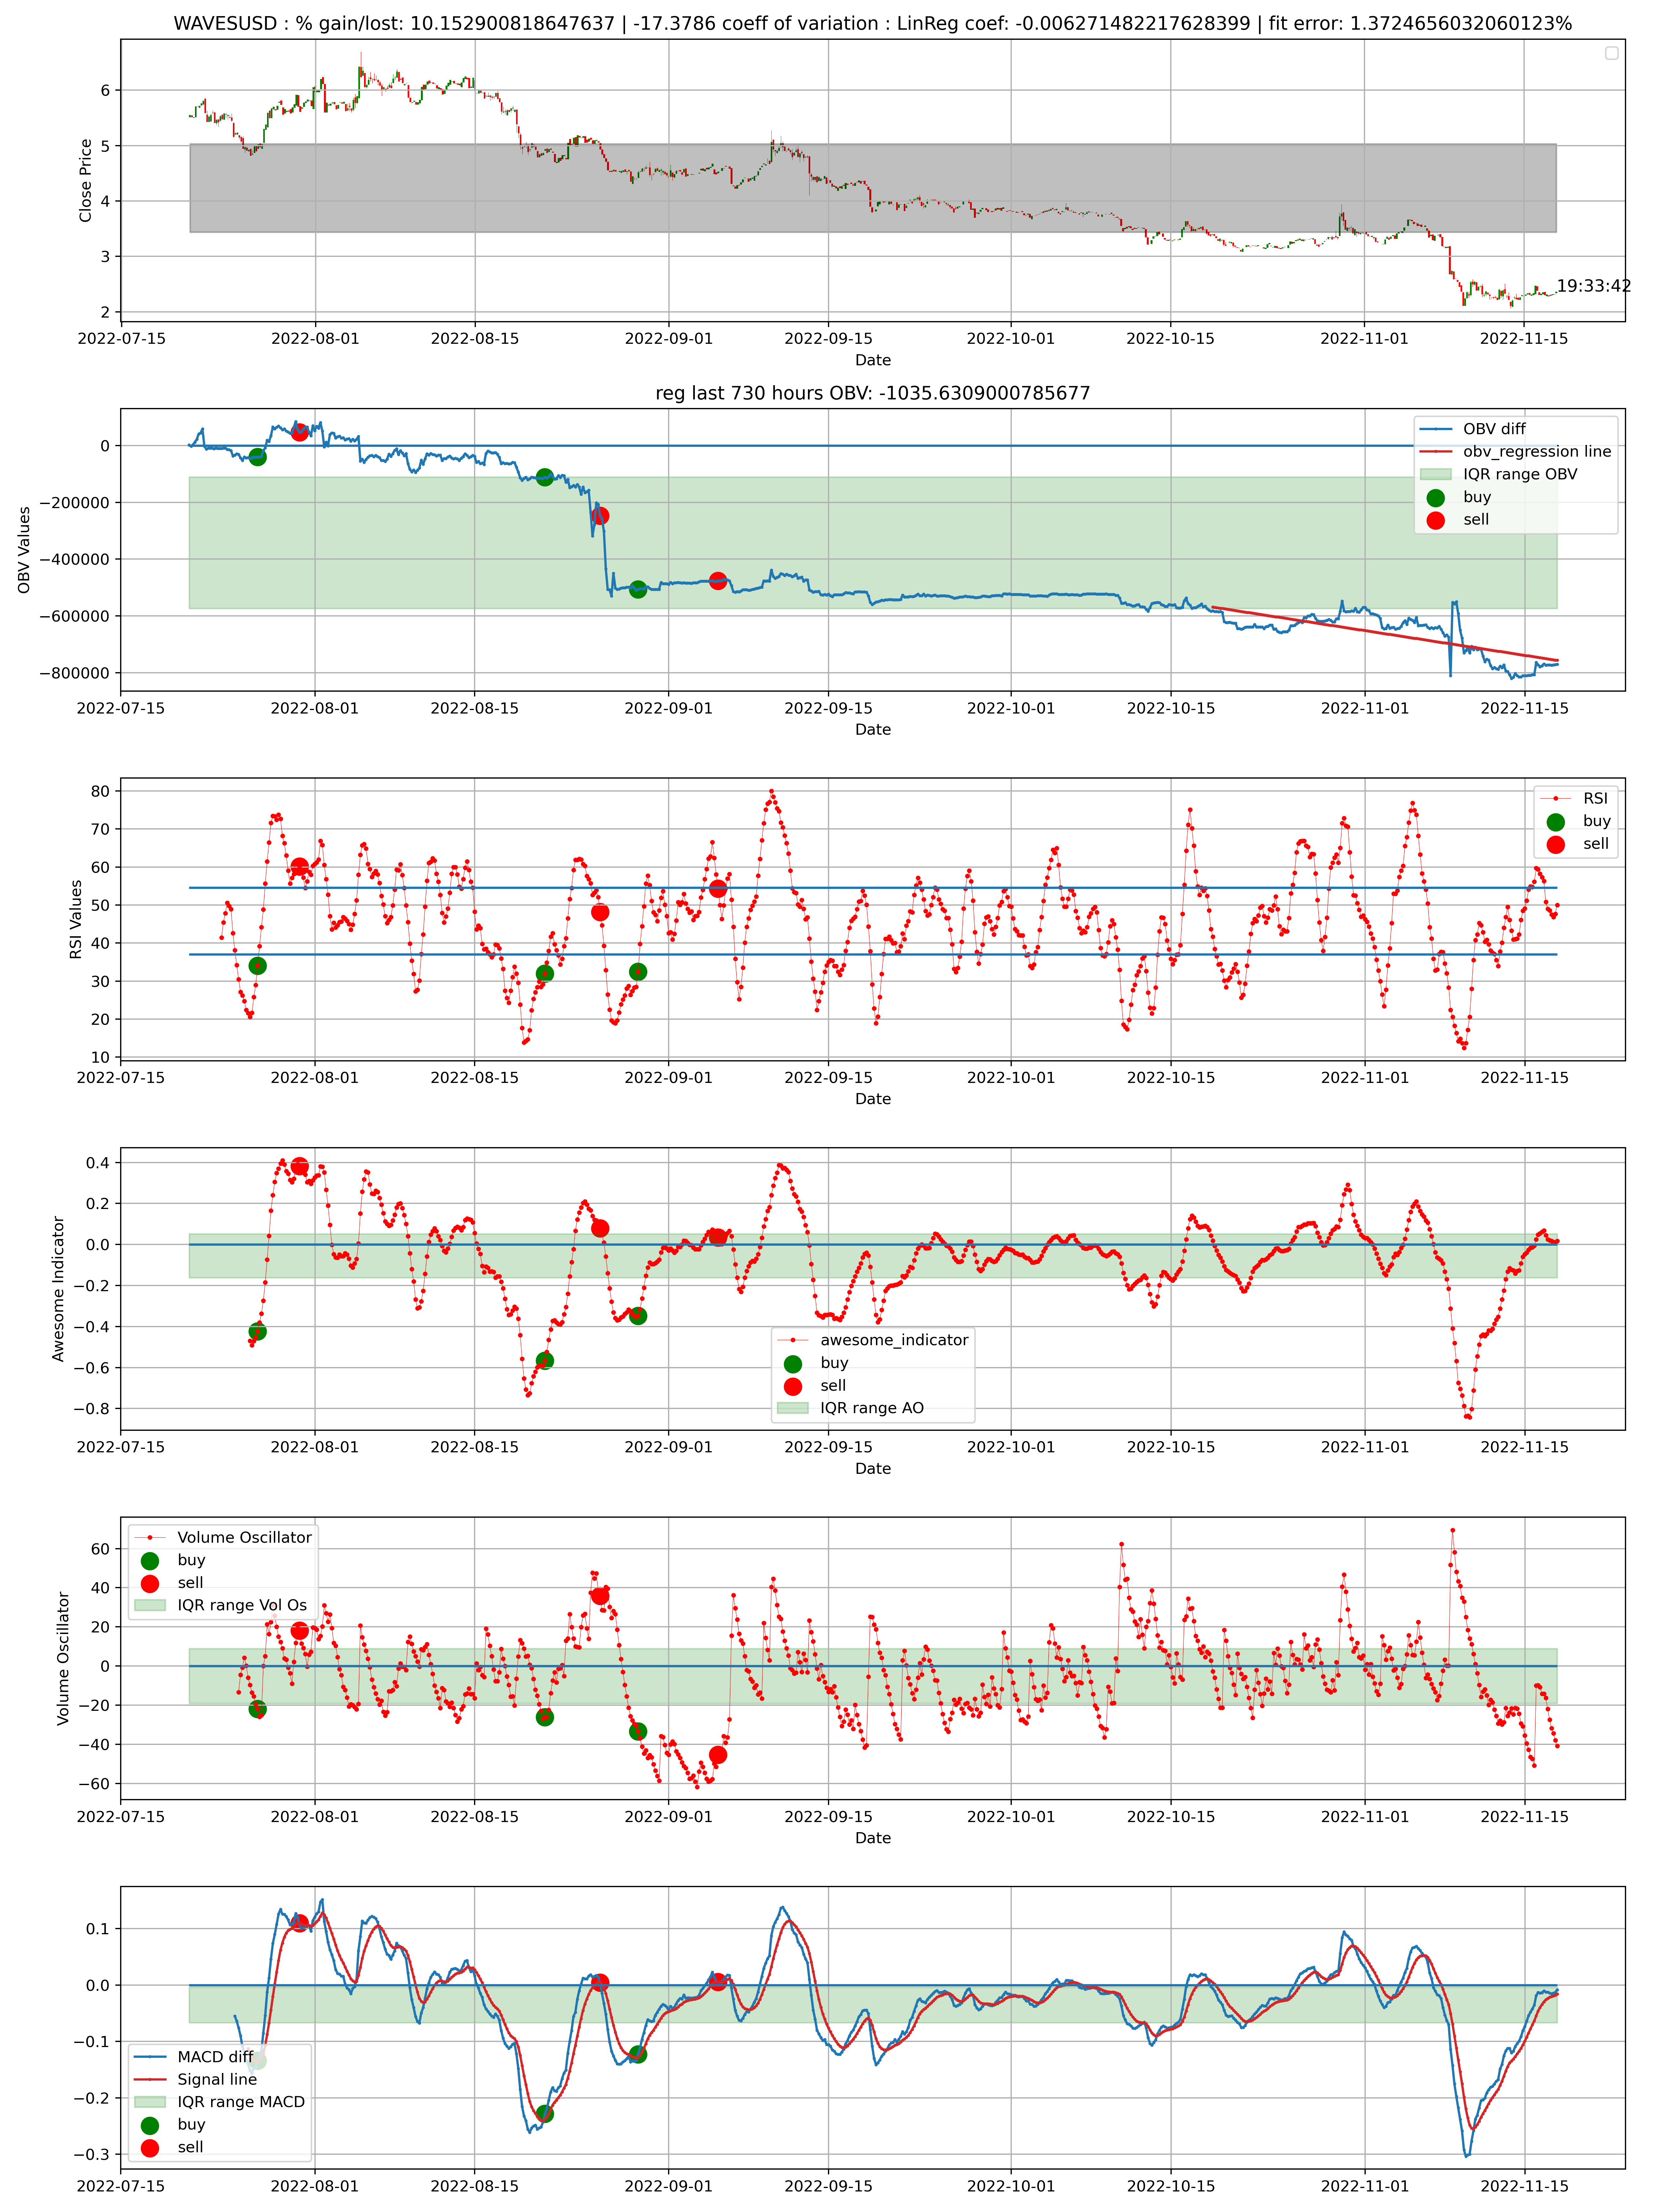 WAVESUSD : % gain/lost: 10.152900818647637 | -17.3786 coeff of variation : LinReg coef: -0.006271482217628399 | fit error: 1.3724656032060123%
Close Price
6
5
4
3
2
19:33:42
2022-07-15 2022-08-01 2022-08-15 2022-09-01 2022-09-15 2022-10-01 2022-10-15 2022-11-01 2022-11-15
Date
reg last 730 hours OBV: -1035.6309000785677
OBV Values
0
−200000
−400000
−600000
−800000
OBV diff
obv_regression line
IQR range OBV
buy
sell
2022-07-15 2022-08-01 2022-08-15 2022-09-01 2022-09-15 2022-10-01 2022-10-15 2022-11-01 2022-11-15
Date
RSI Values
80
70
60
50
40
30
20
10
RSI
buy
sell
2022-07-15 2022-08-01 2022-08-15 2022-09-01 2022-09-15 2022-10-01 2022-10-15 2022-11-01 2022-11-15
Date
Awesome Indicator
0.4
0.2
0.0
−0.2
−0.4
−0.6
−0.8
awesome_indicator
buy
sell
IQR range AO
2022-07-15 2022-08-01 2022-08-15 2022-09-01 2022-09-15 2022-10-01 2022-10-15 2022-11-01 2022-11-15
Date
Volume Oscillator
60
40
20
0
−20
−40
−60
Volume Oscillator
buy
sell
IQR range Vol Os
2022-07-15 2022-08-01 2022-08-15 2022-09-01 2022-09-15 2022-10-01 2022-10-15 2022-11-01 2022-11-15
Date
0.1
0.0
−0.1
−0.2
−0.3
MACD diff
Signal line
IQR range MACD
buy
sell
2022-07-15 2022-08-01 2022-08-15 2022-09-01 2022-09-15 2022-10-01 2022-10-15 2022-11-01 2022-11-15